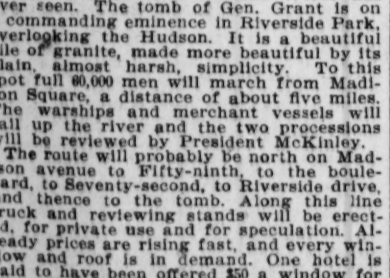 ver seen. The tomb of Gen. Grant is on
commanding eminence in Riverside Park,
verlooking the Hudson. It is a beautiful
ile of granite, made more beautiful by its
lain, almost harsh, simplicity. To this
pot full 60,000 men will march from Madi-
on Square, a distance of about five miles.
he warships and merchant vessels will
ail up the river and the two processions
ill be reviewed by President McKinley.
The route will probably be north on Mad-
son avenue to Fifty-ninth, to the boule-
ard, to Seventy-second, to Riverside drive,
nd thence to the tomb. Along this line
ruck and reviewing stands will be erect-
d, for private use and for speculation. Al-
eady prices are rising fast, and every win-
ow and roof is in demand. One hotel is
aid to have been offered $50 a window for